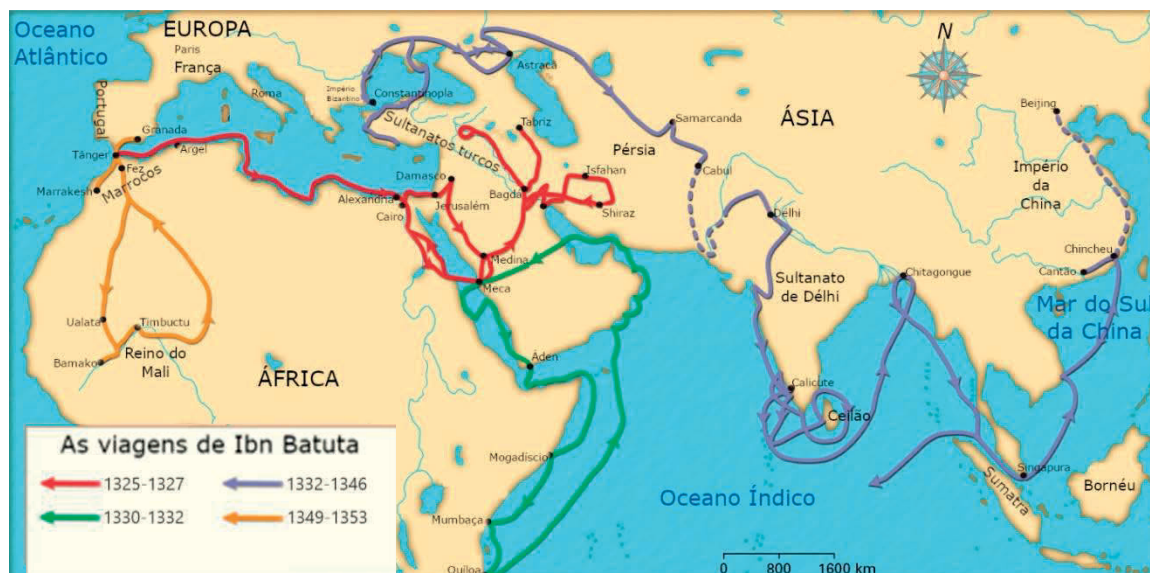 Oceano
Atlântico
EUROPA
Paris
França
Portugal
Roma
Império
Bizantino
Constantinopla
Astracã
N
Granada
Tânger
Argel
Fez
Marrocos
Marrakesh
Sultanatos turcos
Tabriz
Pérsia
Samarcanda
ÁSIA
Beijing
Império
da
China
Cabul
Damasco
Bagdá
Isfahan
Shiraz
Alexandria
Jerusalém
Cairo
Medina
Meca
Délhi
Sultanato
de Délhi
Chitagongue
Cantão
Chincheu
Mar do Sul
da China
Ualata
Timbuctu
Bamako
Reino do
Mali
ÁFRICA
Áden
Calicute
Ceilão
Mogadíscio
Mumbaça
Quíloa
Oceano Índico
Singapura
Sumatra
Bornéu
As viagens de Ibn Batuta
1325-1327
1332-1346
1330-1332
1349-1353
0 800 1600 km